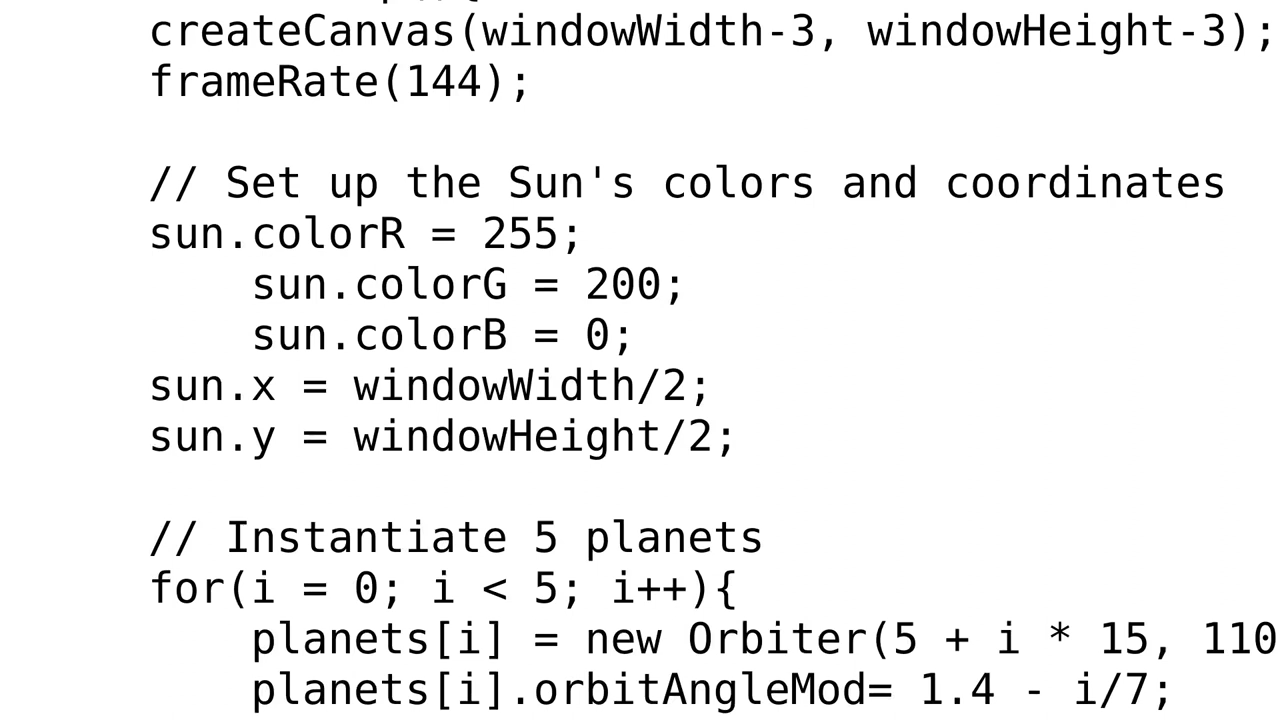 createCanvas(windowWidth-3, windowHeight-3);
frameRate(144);
// Set up the Sun's colors and coordinates
sun.colorR = 255;
sun.colorG = 200;
sun.colorB = 0;
sun.x = windowWidth/2;
sun.y = windowHeight/2;
// Instantiate 5 planets
for(i = 0; i < 5; i++){
planets[i] = new Orbiter(5 + i * 15, 110
planets[i].orbitAngleMod= 1.4 - i/7;